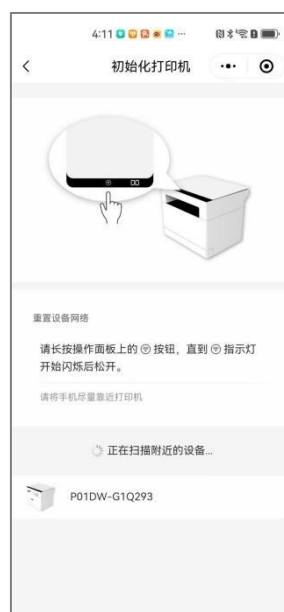 4:11
初始化打印机
重置设备网络
请长按操作面板上的 按钮，直到 指示灯
开始闪烁后松开。
请将手机尽量靠近打印机
正在扫描附近的设备...
P01DW-G1Q293